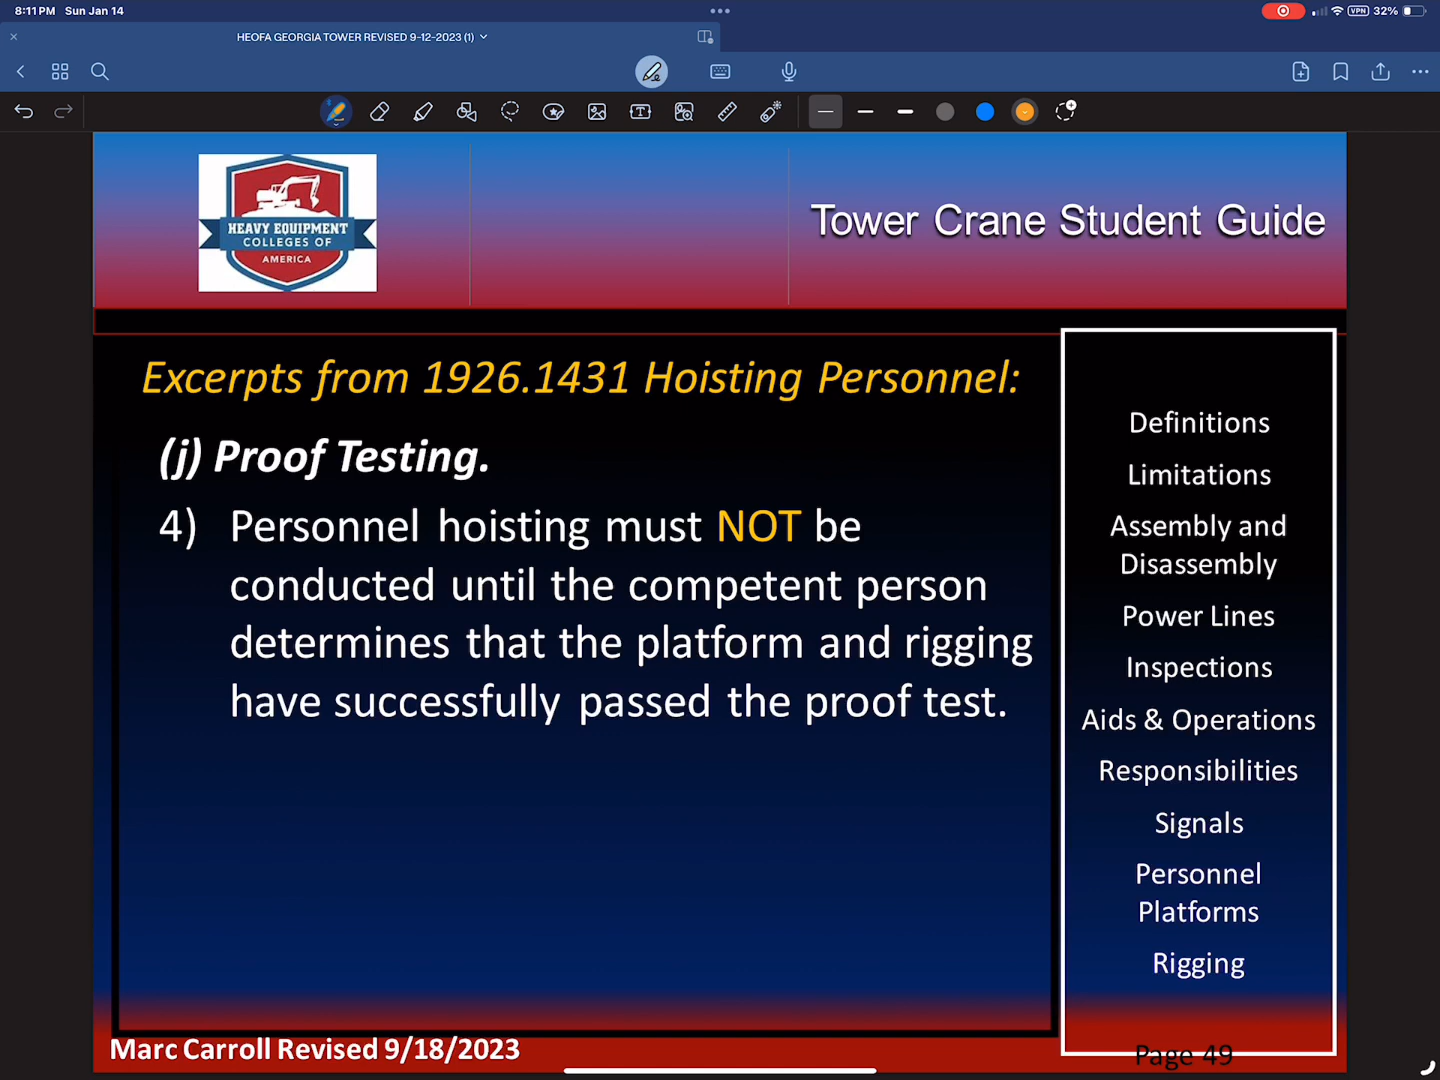 8:11 PM Sun Jan 14
VPN 32%
HEOFA GEORGIA TOWER REVISED 9-12-2023 (1)
HEAVY EQUIPMENT
COLLEGES OF
AMERICA
Tower Crane Student Guide
Excerpts from 1926.1431 Hoisting Personnel:
(j) Proof Testing.
4) Personnel hoisting must NOT be
conducted until the competent person
determines that the platform and rigging
have successfully passed the proof test.
Definitions
Limitations
Assembly and
Disassembly
Power Lines
Inspections
Aids & Operations
Responsibilities
Signals
Personnel
Platforms
Rigging
Marc Carroll Revised 9/18/2023
Page 49